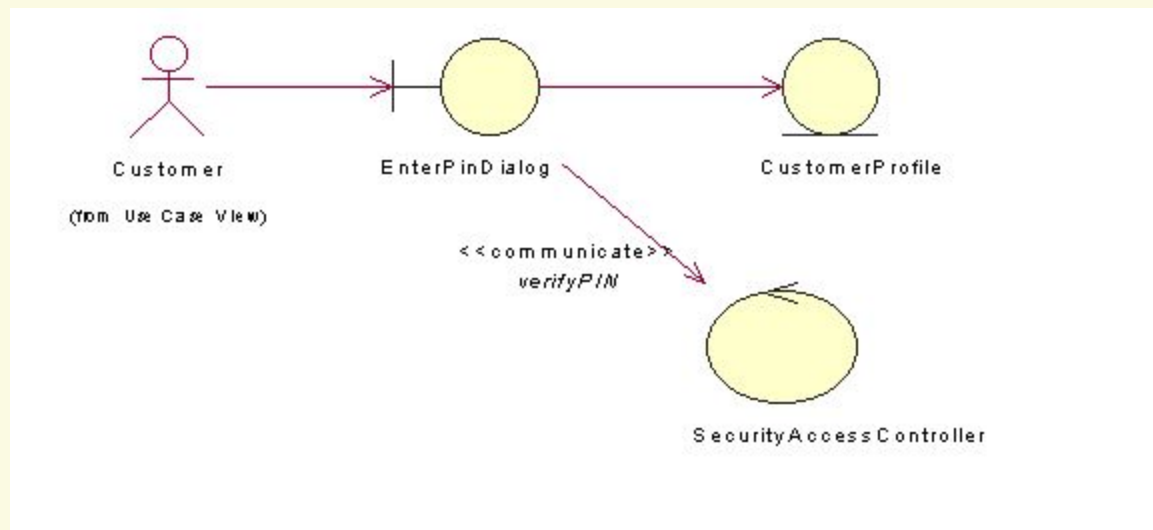 Customer
EnterPinDialog
CustomerProfile
(from Use Case View)
<<communicate>>
verifyPIN
SecurityAccessController